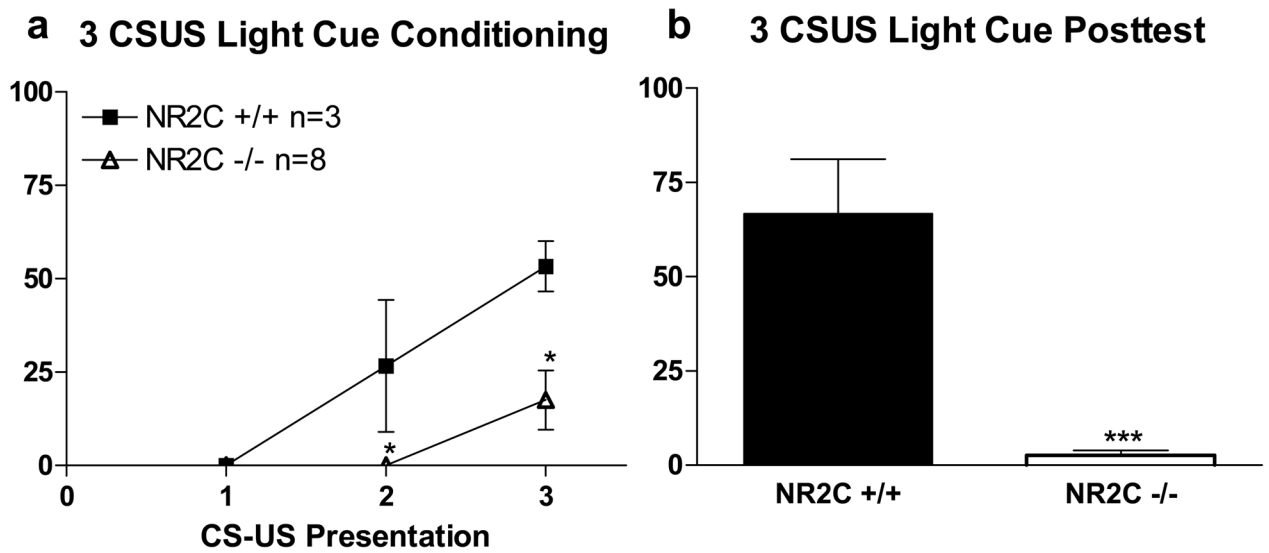 a 3 CSUS Light Cue Conditioning
100
75
50
25
0
NR2C +/+ n=3
NR2C -/- n=8
*
*
0 1 2 3
CS-US Presentation
b 3 CSUS Light Cue Posttest
100
75
50
25
0
***
NR2C +/+ NR2C -/-